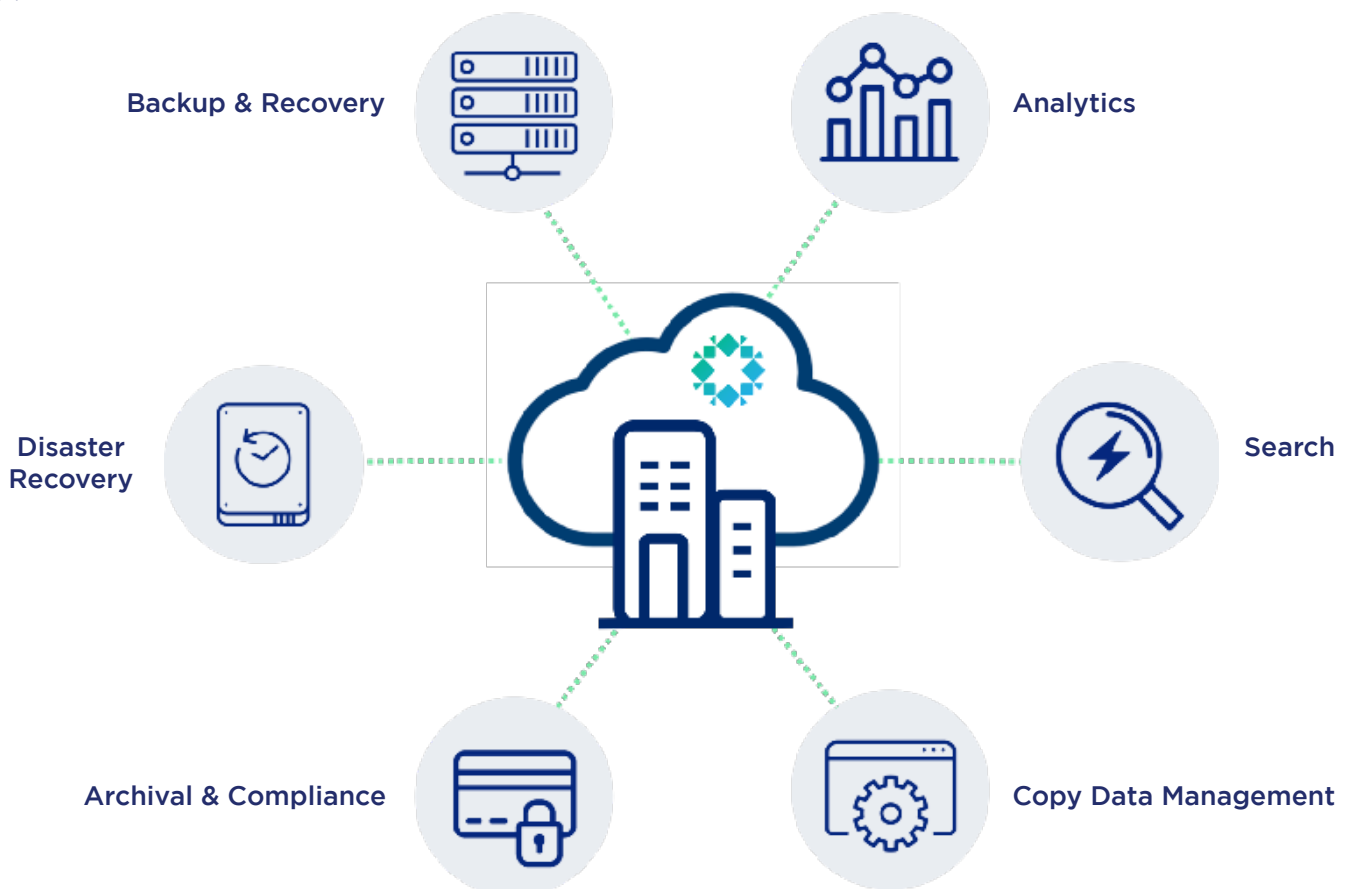 Backup & Recovery
Analytics
Disaster
Recovery
Search
Archival & Compliance
Copy Data Management